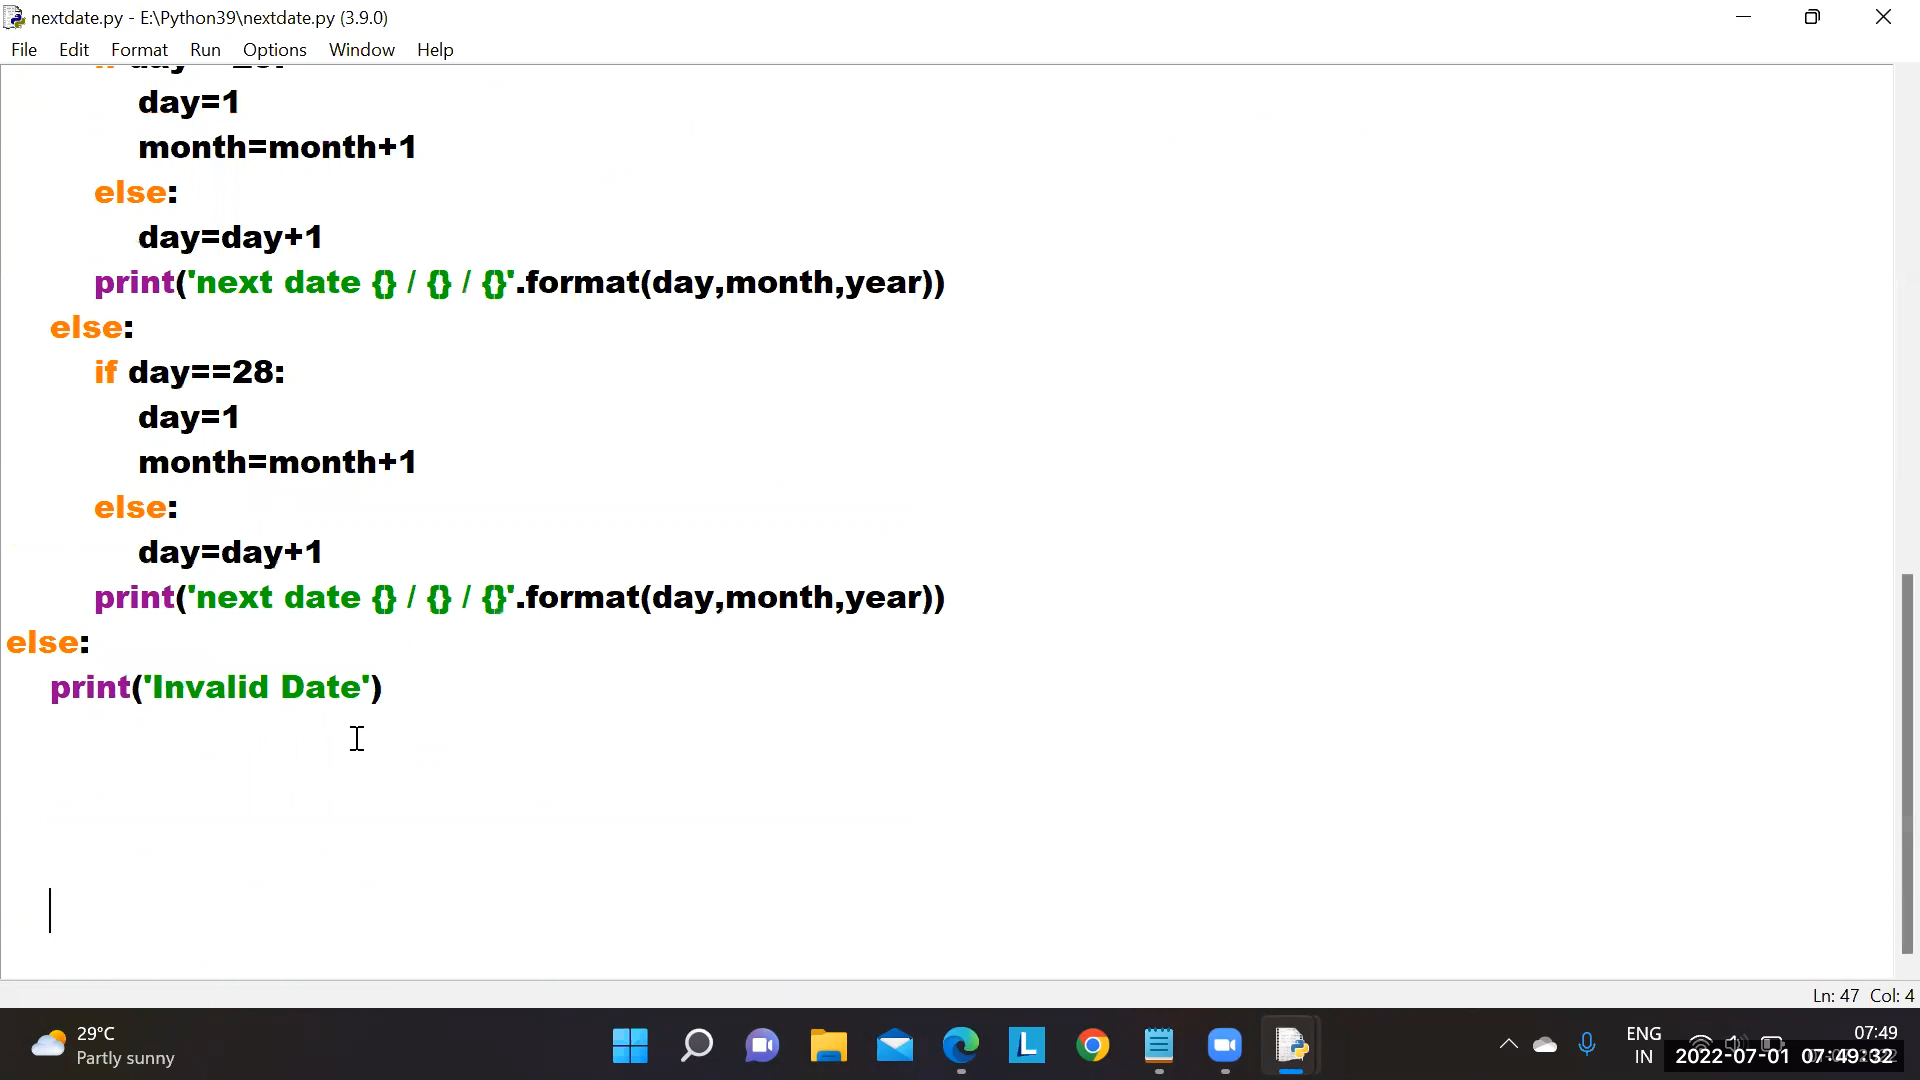 nextdate.py - E:\Python39\nextdate.py (3.9.0)
File Edit Format Run Options Window Help
day=1
month=month+1
else:
day=day+1
print('next date {} / {} / {}'.format(day,month,year))
else:
if day==28:
day=1
month=month+1
else:
day=day+1
print('next date {} / {} / {}'.format(day,month,year))
else:
print('Invalid Date')
Ln: 47 Col: 4
29°C
Partly sunny
L
ENG
IN
07:49
2022-07-01 07:49:32